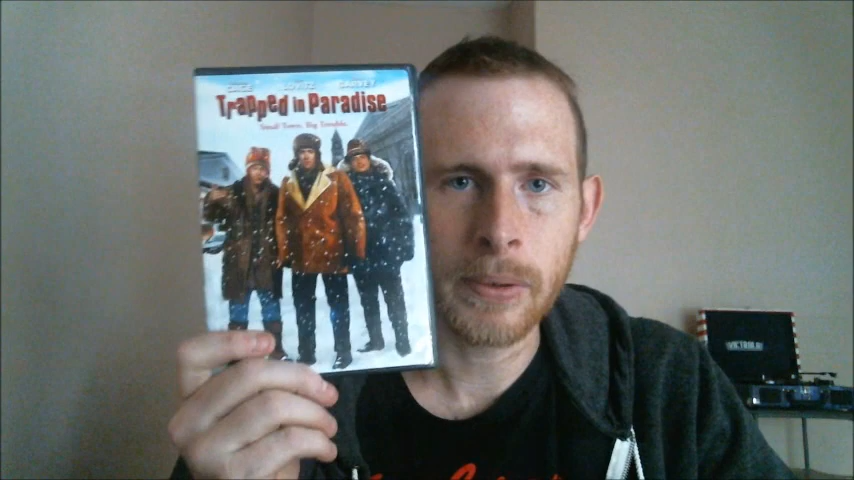 CAGE LOVITZ CARVEY
Trapped in Paradise
Small Town. Big Trouble.
VICTROLA